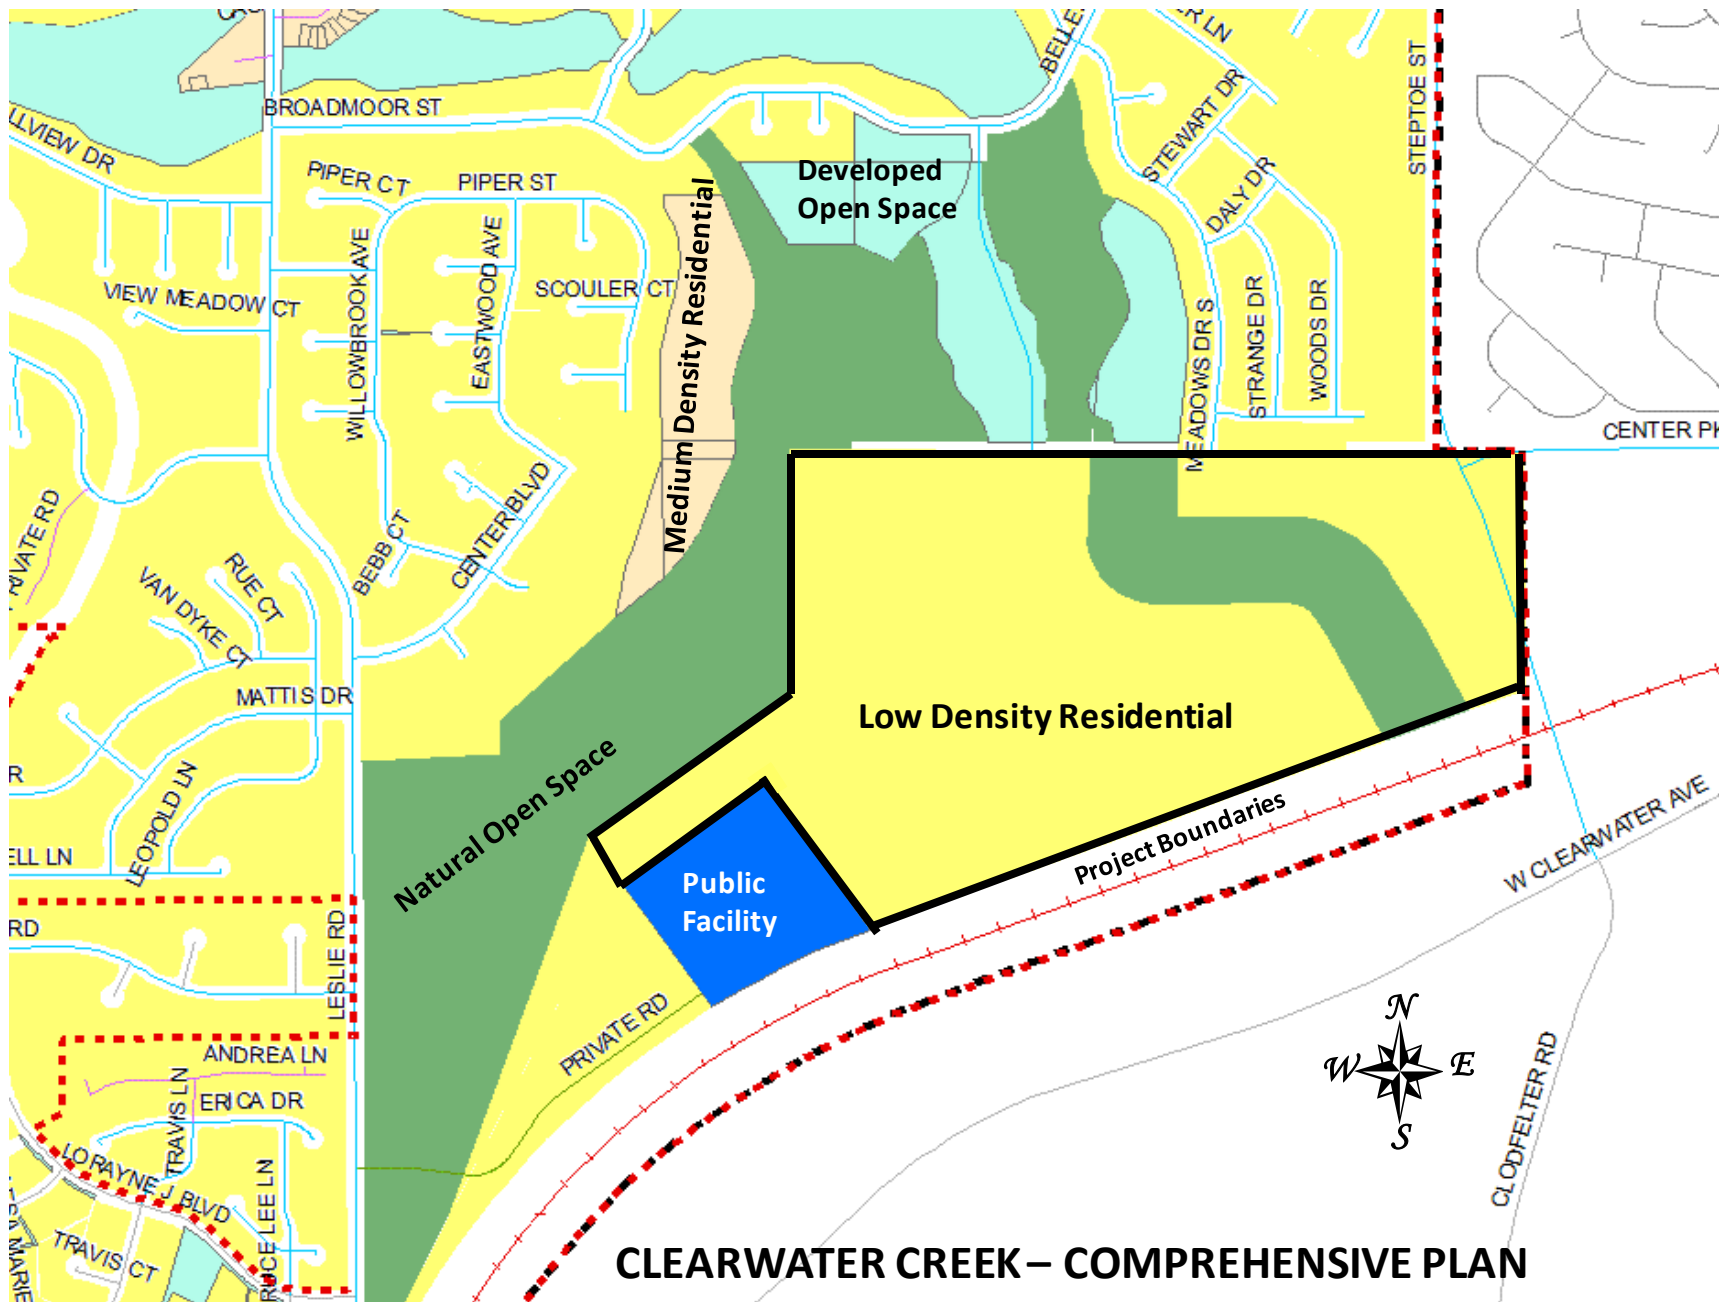 BROADMOOR ST
STEPTOE ST
STEWART DR
PIPER CT
PIPER ST
Developed
Open Space
DALY DR
VIEW MEADOW CT
WILLOWBROOK AVE
EASTWOOD AVE
SCOULER CT
Medium Density Residential
MEADOWS DR S
STRANGE DR
WOODS DR
CENTER PK
BEBB CT
CENTER BLVD
RUE CT
VAN DYKE CT
MATTIS DR
LEOPOLD LN
Low Density Residential
Natural Open Space
Public
Facility
Project Boundaries
W CLEARWATER AVE
ELL LN
RD
LESLIE RD
PRIVATE RD
ANDREA LN
TRAVIS LN
ERICA DR
LORAYNE J BLVD
TRAVIS CT
CLODFELTER RD
N
W
E
S
CLEARWATER CREEK – COMPREHENSIVE PLAN